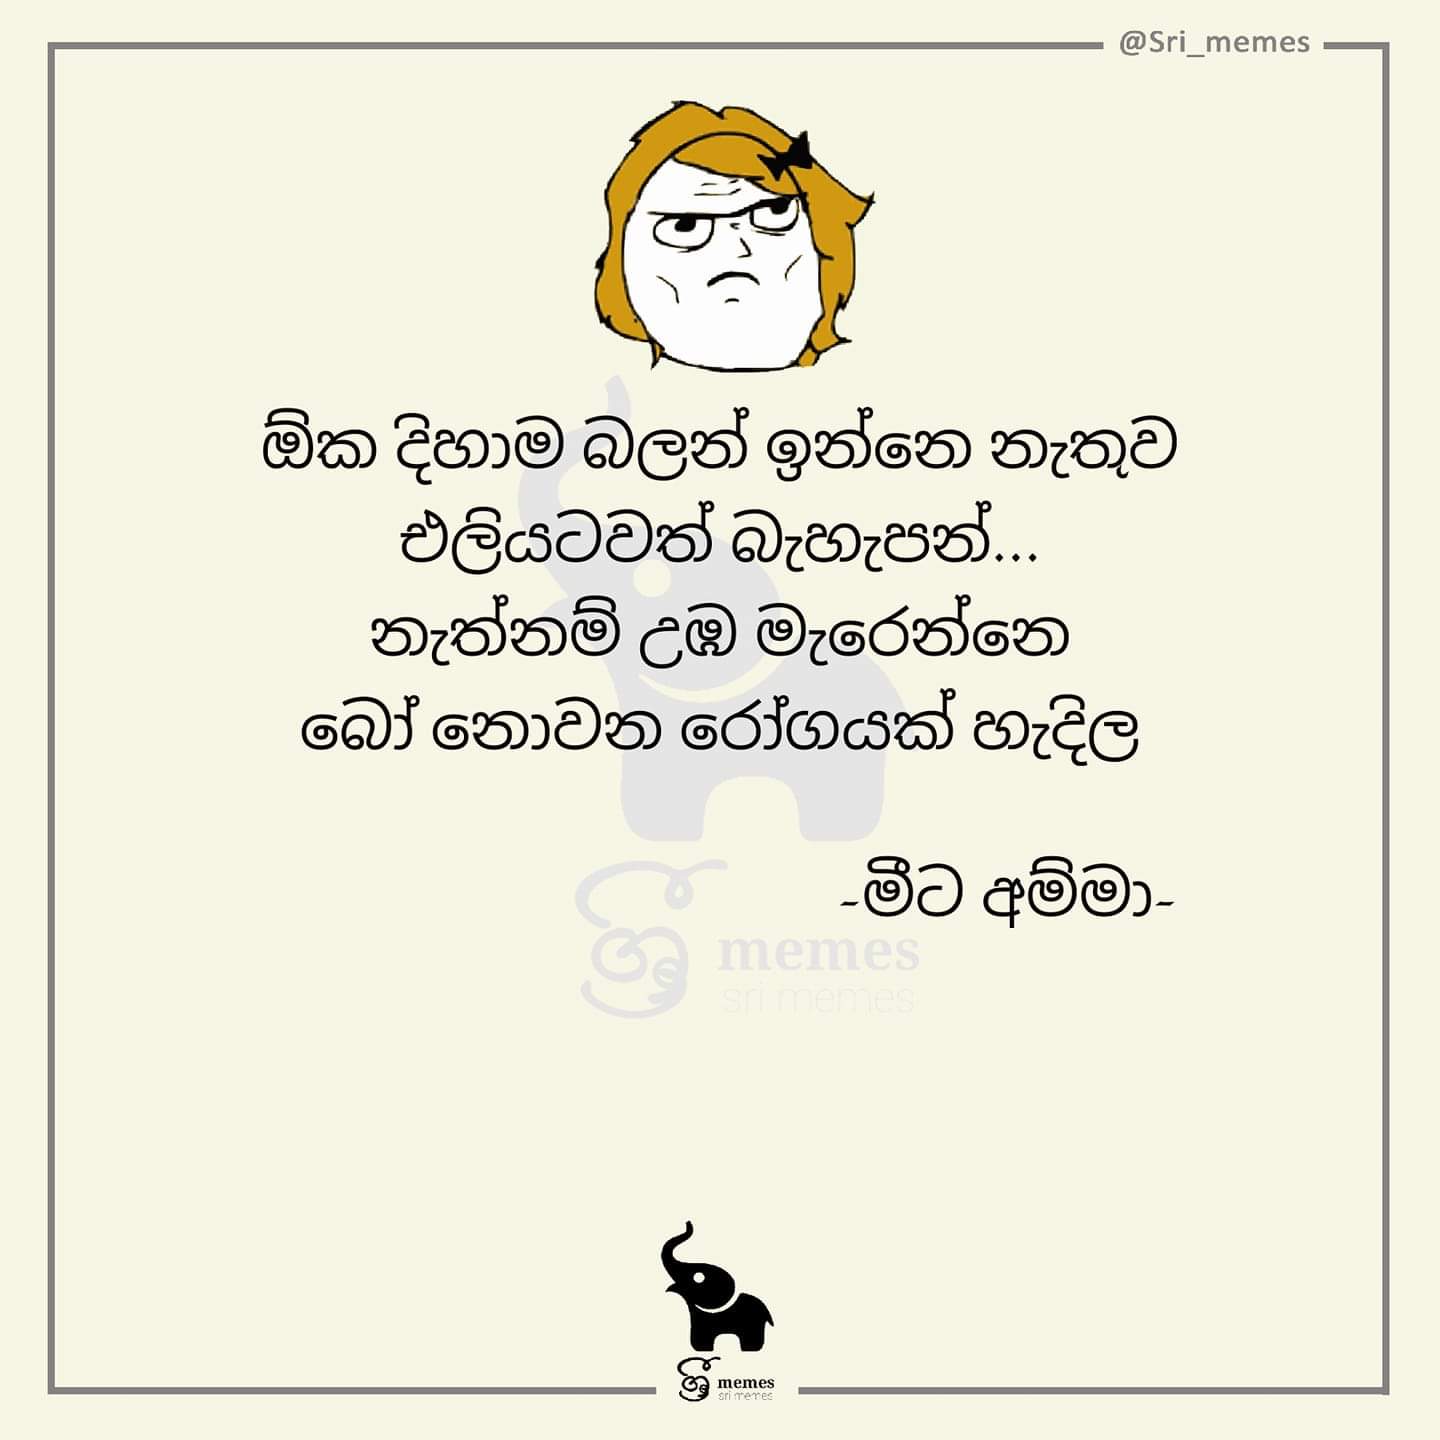 @Sri_memes
ඕක දිහාම බලන් ඉන්නෙ නැතුව
එලියටවත් බැහැපන්...
නැත්නම් උඹ මැරෙන්නෙ
බෝ නොවන රෝගයක් හැදිල
-මීට අම්මා-
ශ්‍රී memes
sri memes
ශ්‍රී memes
sri memes